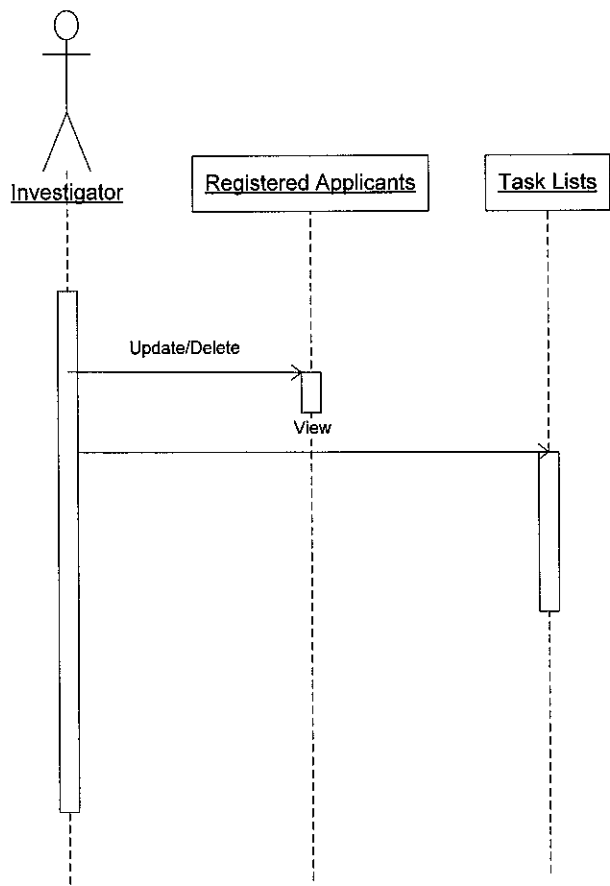 Investigator
Registered Applicants
Task Lists
Update/Delete
View